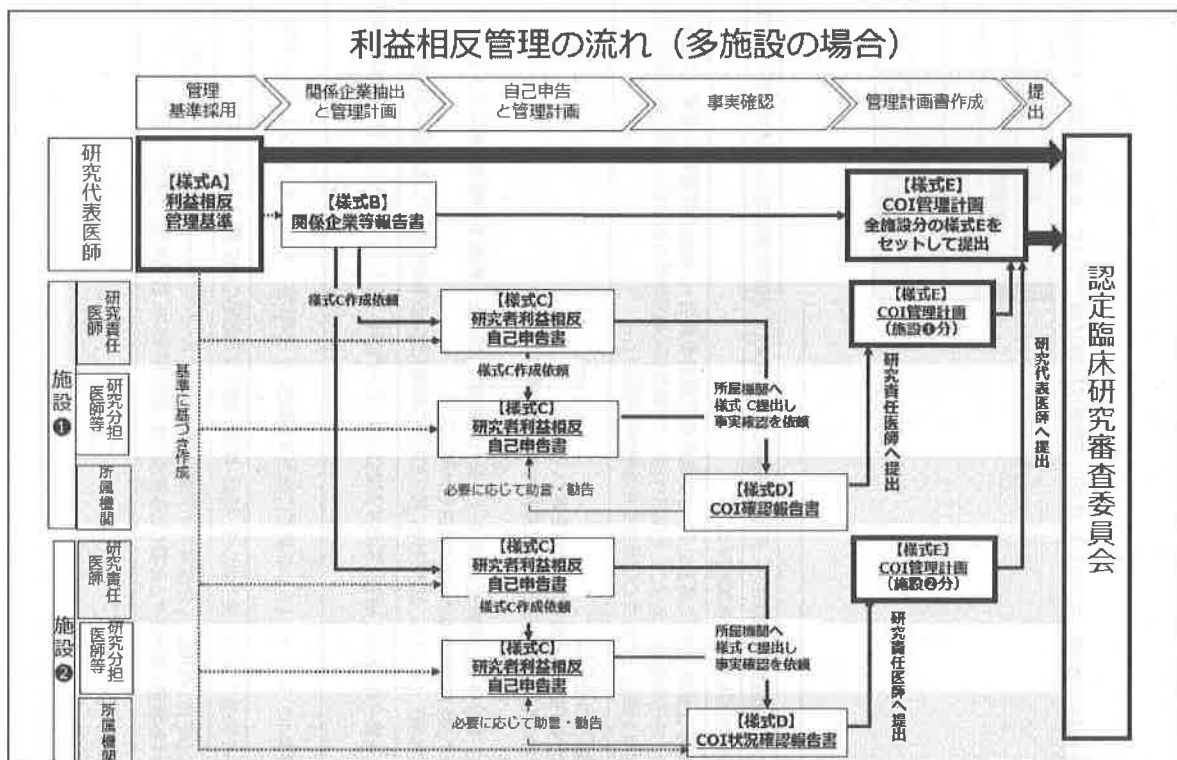 利益相反管理の流れ（多施設の場合）
管理
基準採用
関係企業抽出
と管理計画
自己申告
と管理計画
事実確認
管理計画書作成
提出
研究代表医師
【様式A】
利益相反
管理基準
【様式B】
関係企業等報告書
【様式E】
COI管理計画
全施設分の様式Eを
セットして提出
認定臨床研究審査委員会
施設❶
研究責任
医師
様式C作成依頼
【様式C】
研究者利益相反
自己申告書
【様式E】
COI管理計画
（施設❶分）
基準に基づき作成
様式C作成依頼
研究分担
医師等
【様式C】
研究者利益相反
自己申告書
所属機関へ
様式 C提出し
事実確認を依頼
研究責任医師へ提出
研究代表医師へ提出
所属機関
必要に応じて助言・勧告
【様式D】
COI確認報告書
施設❷
研究責任
医師
【様式C】
研究者利益相反
自己申告書
【様式E】
COI管理計画
（施設❷分）
様式C作成依頼
研究分担
医師等
【様式C】
研究者利益相反
自己申告書
所属機関へ
様式 C提出し
事実確認を依頼
研究責任医師へ提出
所属機関
必要に応じて助言・勧告
【様式D】
COI状況確認報告書